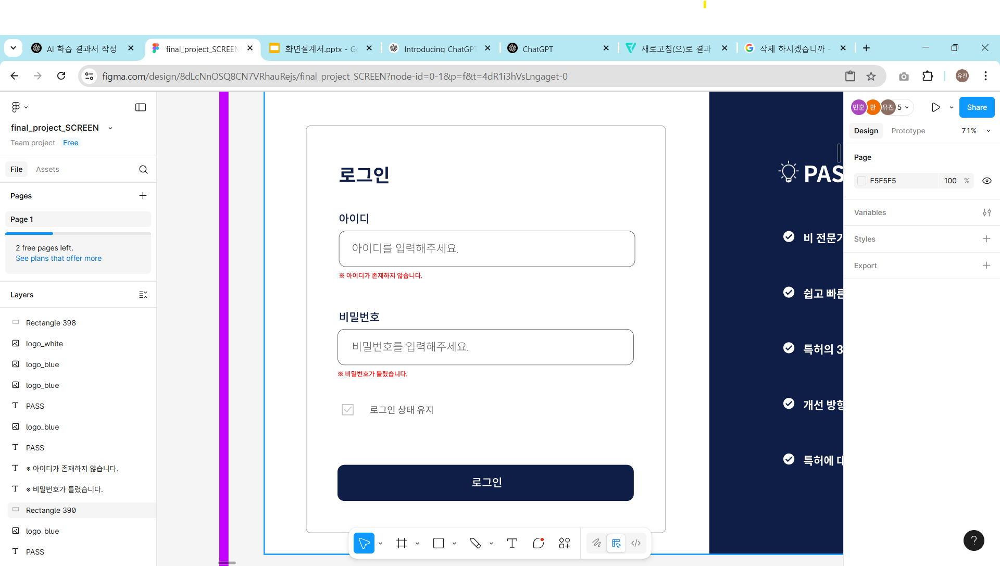 AI 학습 결과서 작성
final_project_SCREEN
화면설계서.pptx - Go
Introducing ChatGPT
ChatGPT
새로고침(으)로 결과
삭제 하시겠습니까 -
figma.com/design/8dLcNnOSQ8CN7VRhauRejs/final_project_SCREEN?node-id=0-1&p=f&t=4dR1i3hVsLngaget-0
유진
final_project_SCREEN
Team project Free
File Assets
Pages
Page 1
2 free pages left.
See plans that offer more
Layers
Rectangle 398
logo_white
logo_blue
logo_blue
PASS
logo_blue
PASS
※ 아이디가 존재하지 않습니다.
※ 비밀번호가 틀렸습니다.
Rectangle 390
logo_blue
PASS
로그인
아이디
아이디를 입력해주세요.
※ 아이디가 존재하지 않습니다.
비밀번호
비밀번호를 입력해주세요.
※ 비밀번호가 틀렸습니다.
로그인 상태 유지
로그인
PAS
비 전문가
쉽고 빠른
특허의 3
개선 방향
특허에 대
민훈 환 유진 5
Share
Design Prototype 71%
Page
F5F5F5 100 %
Variables
Styles
Export
?